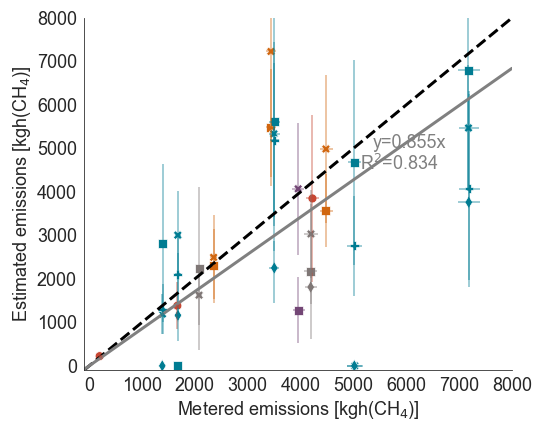 8000
7000
6000
5000
4000
3000
2000
1000
0
Estimated emissions [kgh(CH₄)]
y=0.855x
R²=0.834
0 1000 2000 3000 4000 5000 6000 7000 8000
Metered emissions [kgh(CH₄)]